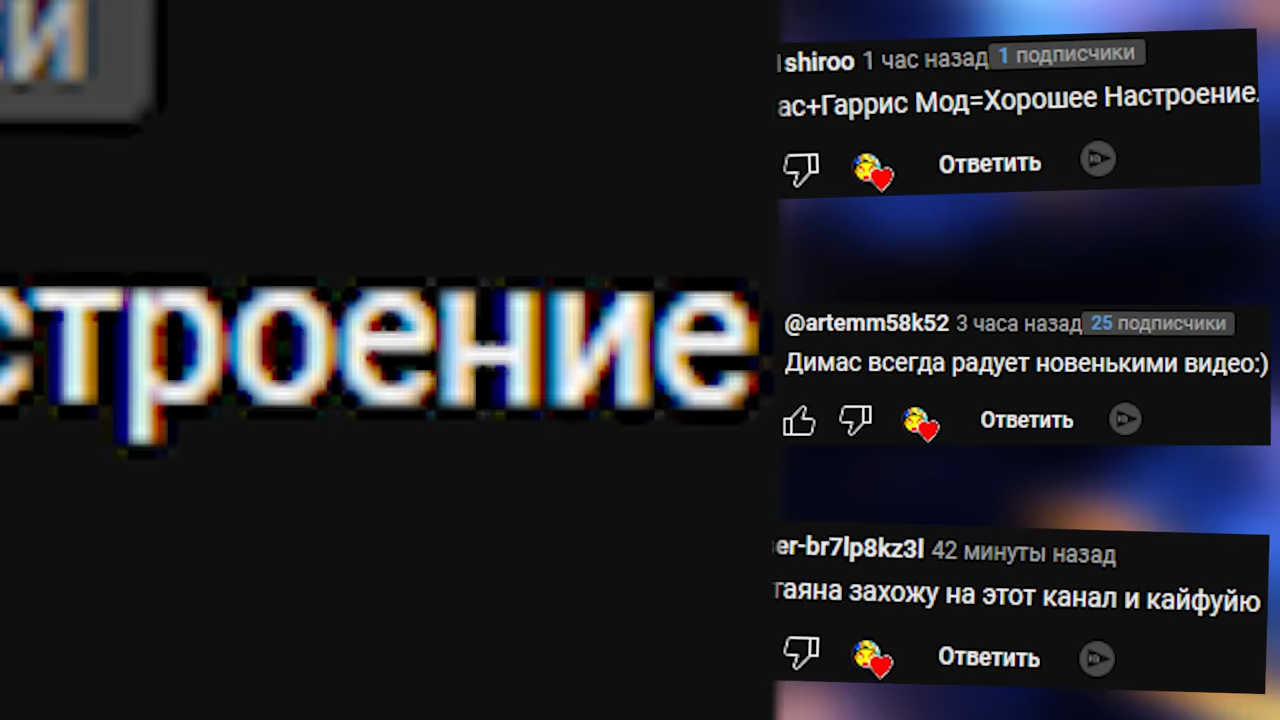 и
строение
shiroo 1 час назад 1 подписчики
ас+Гаррис Мод=Хорошее Настроение.
Ответить
@artemm58k52 3 часа назад 25 подписчики
Димас всегда радует новенькими видео:)
Ответить
er-br7lp8kz3l 42 минуты назад
таяна захожу на этот канал и кайфуйю
Ответить